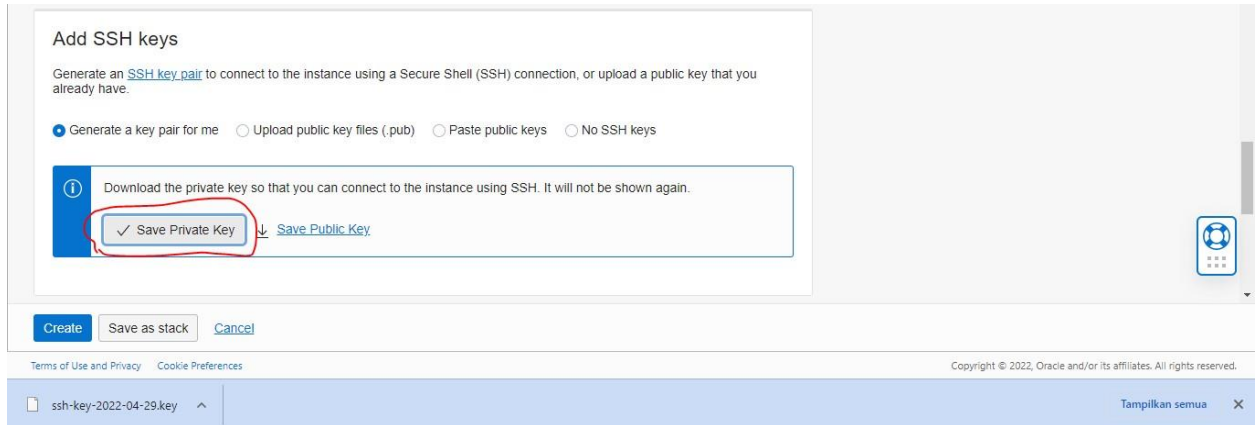 Add SSH keys
Generate an SSH key pair to connect to the instance using a Secure Shell (SSH) connection, or upload a public key that you
already have.
Generate a key pair for me Upload public key files (.pub) Paste public keys No SSH keys
Download the private key so that you can connect to the instance using SSH. It will not be shown again.
Save Private Key Save Public Key
Create Save as stack Cancel
Terms of Use and Privacy Cookie Preferences Copyright © 2022, Oracle and/or its affiliates. All rights reserved.
ssh-key-2022-04-29.key Tampilkan semua